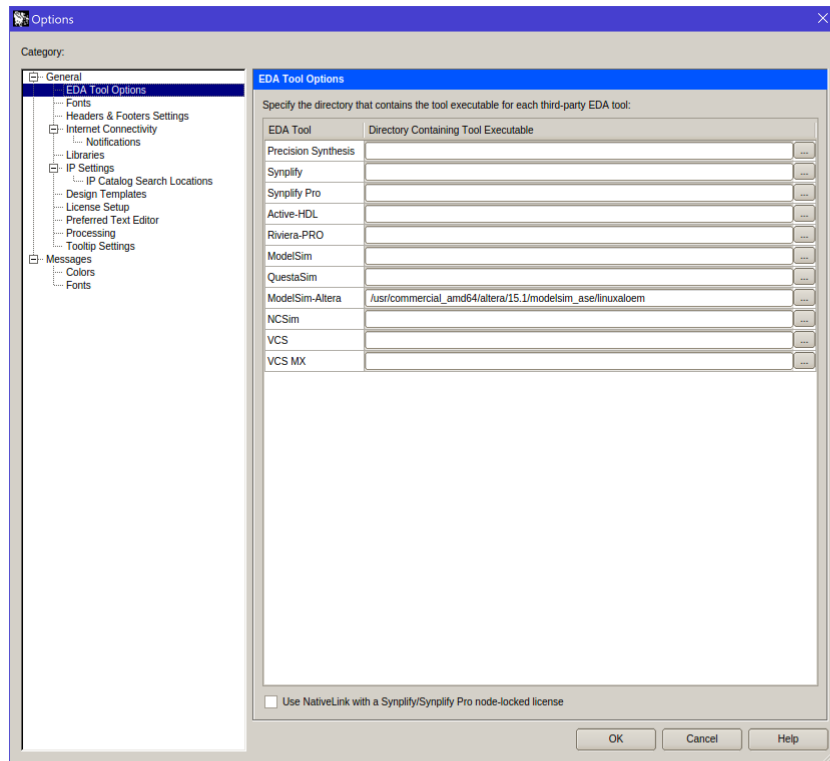 Options
Category:
General
EDA Tool Options
Fonts
Headers & Footers Settings
Internet Connectivity
Notifications
Libraries
IP Settings
IP Catalog Search Locations
Design Templates
License Setup
Preferred Text Editor
Processing
Tooltip Settings
Messages
Colors
Fonts
EDA Tool Options
Specify the directory that contains the tool executable for each third-party EDA tool:
EDA Tool Directory Containing Tool Executable
Precision Synthesis ...
Synplify ...
Synplify Pro ...
Active-HDL ...
Riviera-PRO ...
ModelSim ...
QuestaSim ...
ModelSim-Altera /usr/commercial_amd64/altera/15.1/modelsim_ase/linuxaloem ...
NCSim ...
VCS ...
VCS MX ...
Use NativeLink with a Synplify/Synplify Pro node-locked license
OK Cancel Help